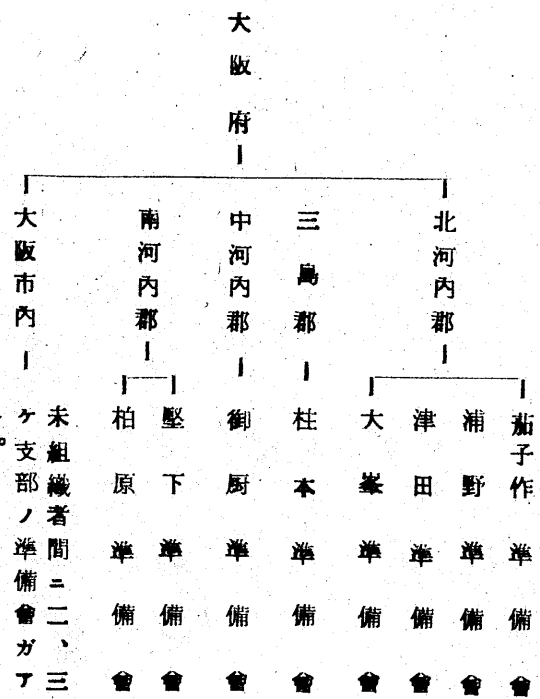 大阪府
北河内郡
茄子作準備會
浦野準備會
津田準備會
大峯準備會
三島郡
柱本準備會
中河内郡
御厨準備會
南河内郡
堅下準備會
柏原準備會
大阪市内
未組織者間ニ二、三
ケ支部ノ準備會ガア